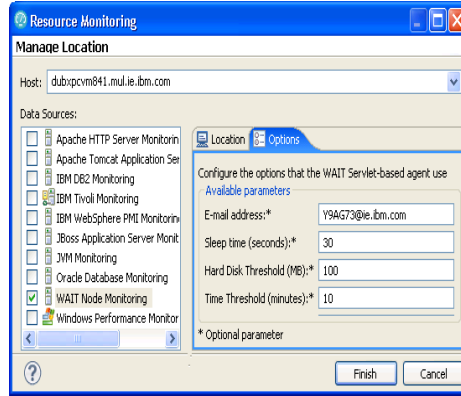 Resource Monitoring
Manage Location
Host: dubxpcvm841.mul.ie.ibm.com
Data Sources:
Apache HTTP Server Monitorin
Apache Tomcat Application Ser
IBM DB2 Monitoring
IBM Tivoli Monitoring
IBM WebSphere PMI Monitorin
JBoss Application Server Monit
JVM Monitoring
Oracle Database Monitoring
WAIT Node Monitoring
Windows Performance Monitor
Location Options
Configure the options that the WAIT Servlet-based agent use
Available parameters
E-mail address:* Y9AG73@ie.ibm.com
Sleep time (seconds):* 30
Hard Disk Threshold (MB):* 100
Time Threshold (minutes):* 10
* Optional parameter
? Finish Cancel